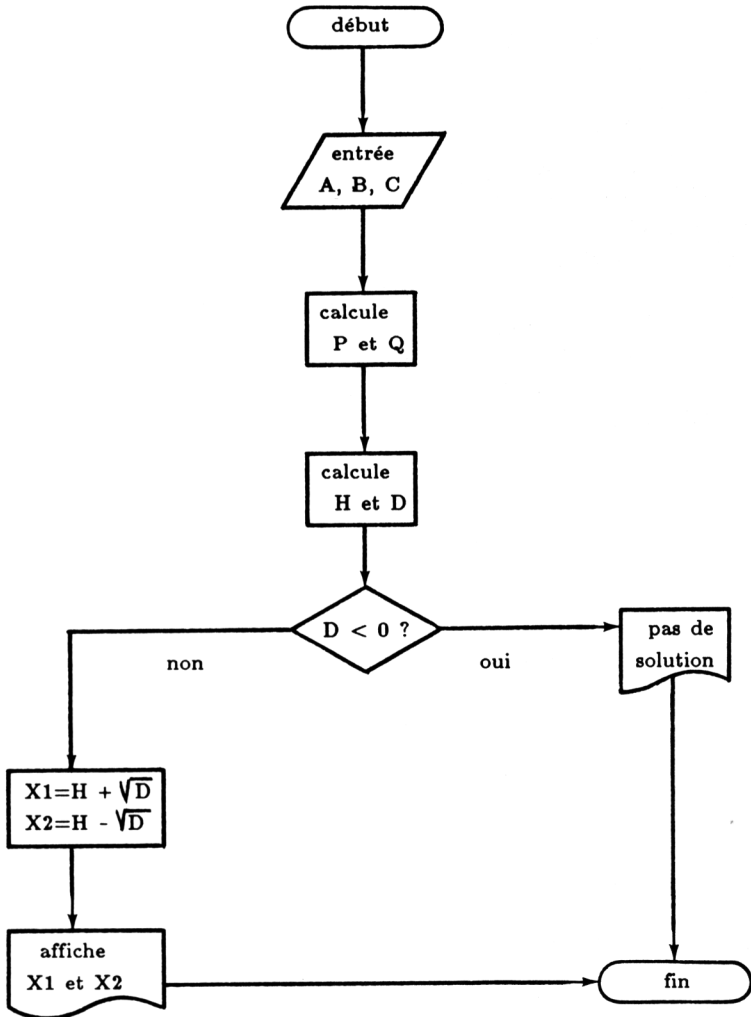 début
entrée
A, B, C
calcule
P et Q
calcule
H et D
D < 0 ?
non
oui
pas de
solution
X1=H + √D
X2=H - √D
affiche
X1 et X2
fin